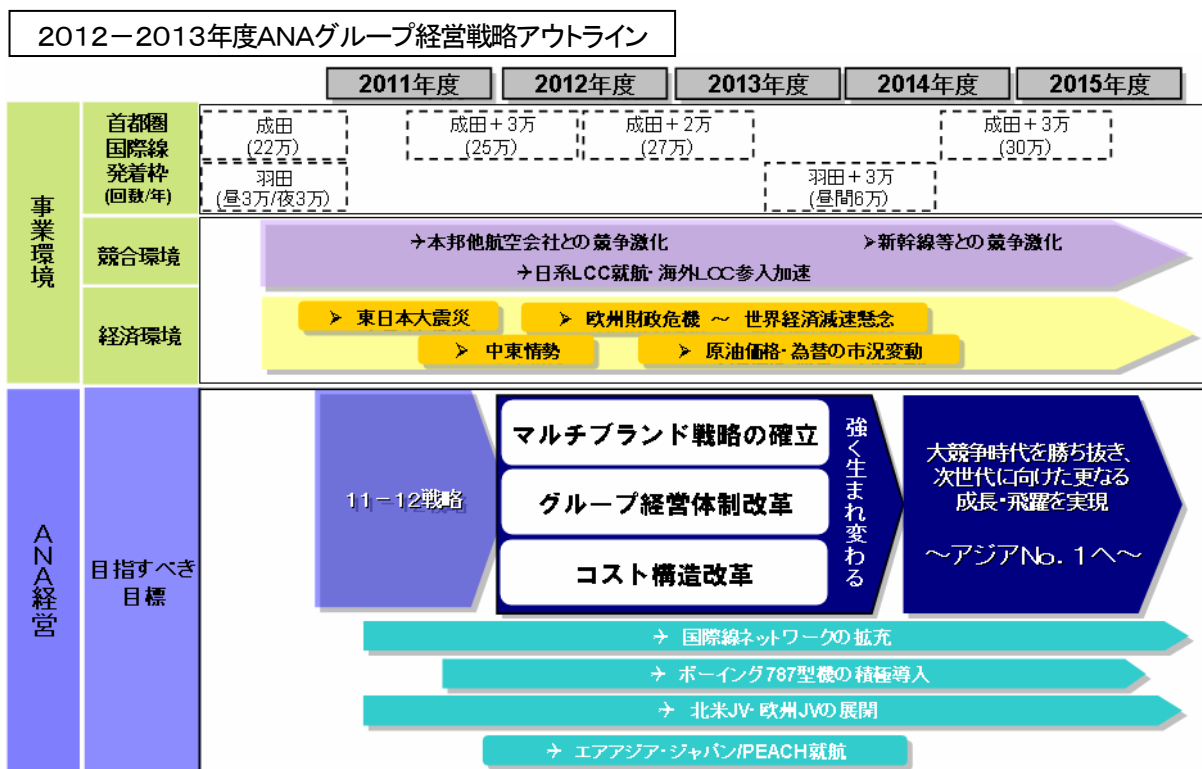 2012－2013年度ANAグループ経営戦略アウトライン
2011年度
2012年度
2013年度
2014年度
2015年度
事業環境
首都圏
国際線
発着枠
(回数/年)
成田
(22万)
成田＋3万
(25万)
成田＋2万
(27万)
成田＋3万
(30万)
羽田
(昼3万/夜3万)
羽田＋3万
(昼間6万)
競合環境
本邦他航空会社との競争激化
新幹線等との競争激化
日系LCC就航・海外LCC参入加速
経済環境
東日本大震災
欧州財政危機 ～ 世界経済減速懸念
中東情勢
原油価格・為替の市況変動
ANA経営
目指すべき
目標
11－12戦略
マルチブランド戦略の確立
グループ経営体制改革
コスト構造改革
強く生まれ変わる
大競争時代を勝ち抜き、
次世代に向けた更なる
成長・飛躍を実現
～アジアNo．1へ～
国際線ネットワークの拡充
ボーイング787型機の積極導入
北米JV・欧州JVの展開
エアアジア・ジャパン/PEACH就航